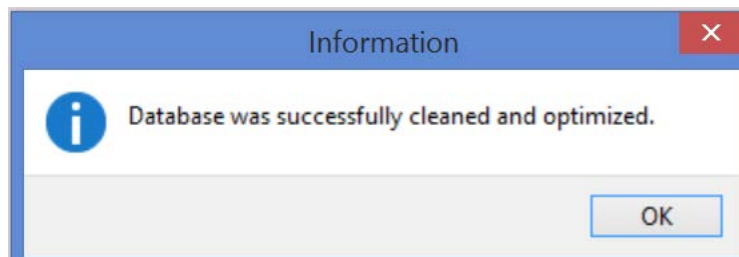 Information
Database was successfully cleaned and optimized.
OK